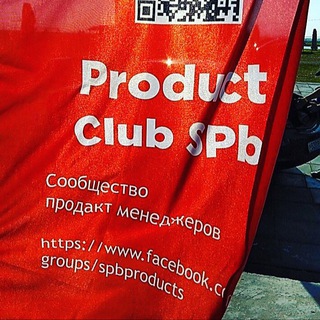 Product
Club SPb
Сообщество
продакт менеджеров
https://www.facebook.c
groups/spbproducts